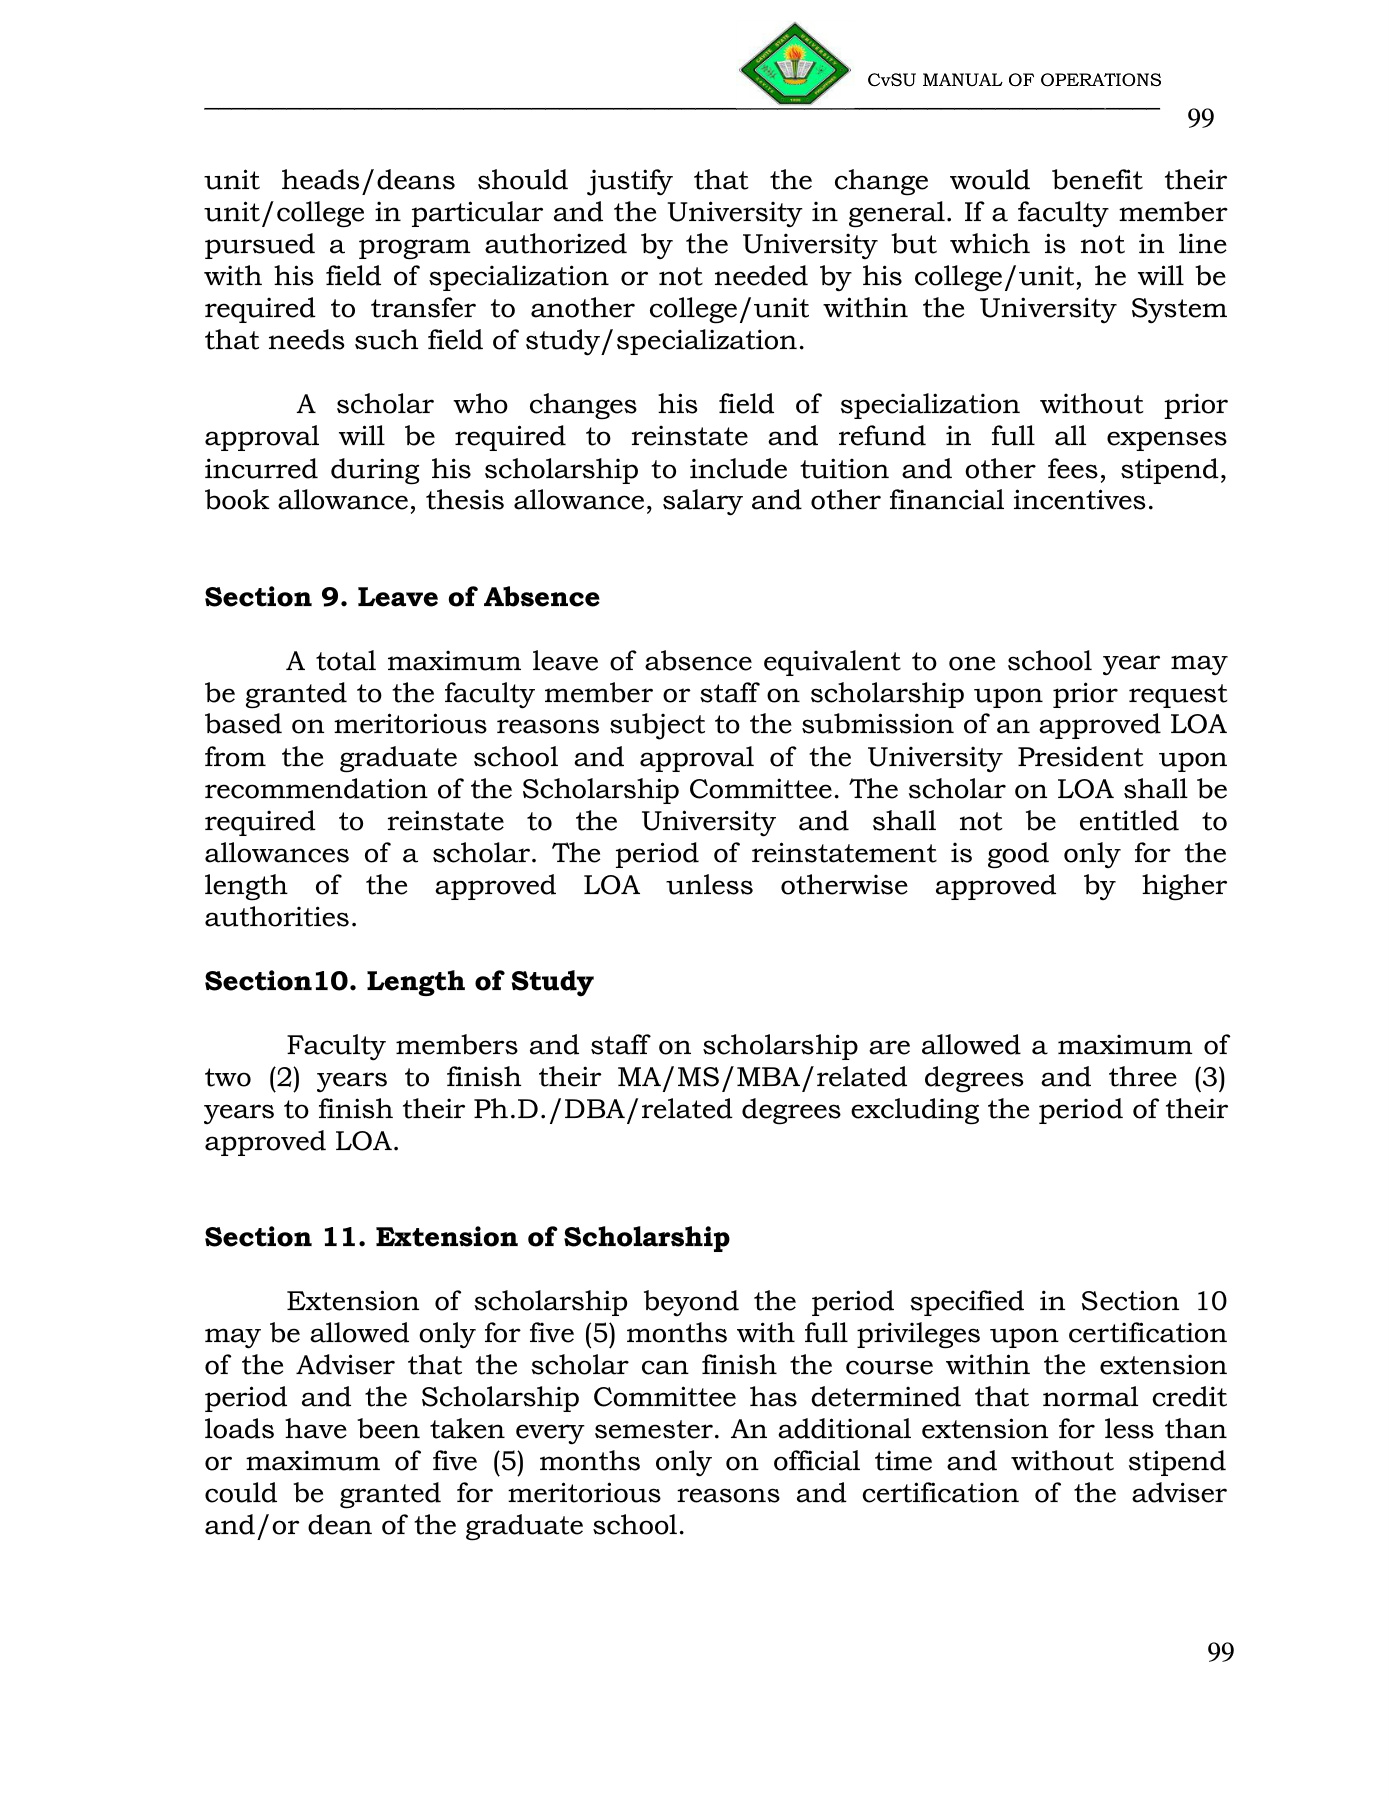 CvSU MANUAL OF OPERATIONS
99
unit heads/deans should justify that the change would benefit their
unit/college in particular and the University in general. If a faculty member
pursued a program authorized by the University but which is not in line
with his field of specialization or not needed by his college/unit, he will be
required to transfer to another college/unit within the University System
that needs such field of study/specialization.
A scholar who changes his field of specialization without prior
approval will be required to reinstate and refund in full all expenses
incurred during his scholarship to include tuition and other fees, stipend,
book allowance, thesis allowance, salary and other financial incentives.
Section 9. Leave of Absence
A total maximum leave of absence equivalent to one school year may
be granted to the faculty member or staff on scholarship upon prior request
based on meritorious reasons subject to the submission of an approved LOA
from the graduate school and approval of the University President upon
recommendation of the Scholarship Committee. The scholar on LOA shall be
required to reinstate to the University and shall not be entitled to
allowances of a scholar. The period of reinstatement is good only for the
length of the approved LOA unless otherwise approved by higher
authorities.
Section10. Length of Study
Faculty members and staff on scholarship are allowed a maximum of
two (2) years to finish their MA/MS/MBA/related degrees and three (3)
years to finish their Ph.D./DBA/related degrees excluding the period of their
approved LOA.
Section 11. Extension of Scholarship
Extension of scholarship beyond the period specified in Section 10
may be allowed only for five (5) months with full privileges upon certification
of the Adviser that the scholar can finish the course within the extension
period and the Scholarship Committee has determined that normal credit
loads have been taken every semester. An additional extension for less than
or maximum of five (5) months only on official time and without stipend
could be granted for meritorious reasons and certification of the adviser
and/or dean of the graduate school.
99